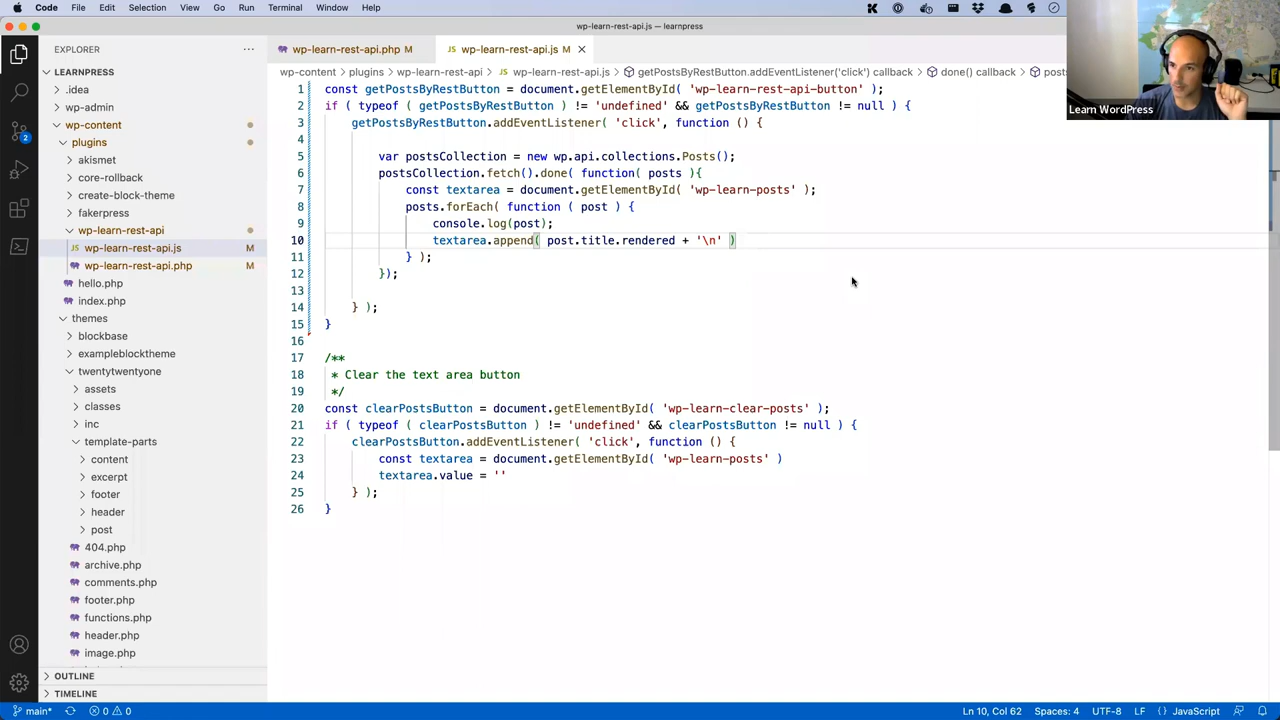 Code File Edit Selection View Go Run Terminal Window Help
wp-learn-rest-api.js — learnpress
EXPLORER
LEARNPRESS
.idea
wp-admin
wp-content
plugins
akismet
core-rollback
create-block-theme
fakerpress
wp-learn-rest-api
JS wp-learn-rest-api.js M
wp-learn-rest-api.php M
hello.php
index.php
themes
blockbase
exampleblocktheme
twentytwentyone
assets
classes
inc
template-parts
content
excerpt
footer
header
post
404.php
archive.php
comments.php
footer.php
functions.php
header.php
image.php
OUTLINE
TIMELINE
wp-learn-rest-api.php M JS wp-learn-rest-api.js M
wp-content > plugins > wp-learn-rest-api > JS wp-learn-rest-api.js > getPostsByRestButton.addEventListener('click') callback > done() callback > posts
1 const getPostsByRestButton = document.getElementById( 'wp-learn-rest-api-button' );
2 if ( typeof ( getPostsByRestButton ) != 'undefined' && getPostsByRestButton != null ) {
3 getPostsByRestButton.addEventListener( 'click', function () {
4
5 var postsCollection = new wp.api.collections.Posts();
6 postsCollection.fetch().done( function( posts ){
7 const textarea = document.getElementById( 'wp-learn-posts' );
8 posts.forEach( function ( post ) {
9 console.log(post);
10 textarea.append( post.title.rendered + '\n' )
11 } );
12 });
13
14 } );
15 }
16
17 /**
18 * Clear the text area button
19 */
20 const clearPostsButton = document.getElementById( 'wp-learn-clear-posts' );
21 if ( typeof ( clearPostsButton ) != 'undefined' && clearPostsButton != null ) {
22 clearPostsButton.addEventListener( 'click', function () {
23 const textarea = document.getElementById( 'wp-learn-posts' )
24 textarea.value = ''
25 } );
26 }
Learn WordPress
2
main* 0 0
Ln 10, Col 62 Spaces: 4 UTF-8 LF {} JavaScript